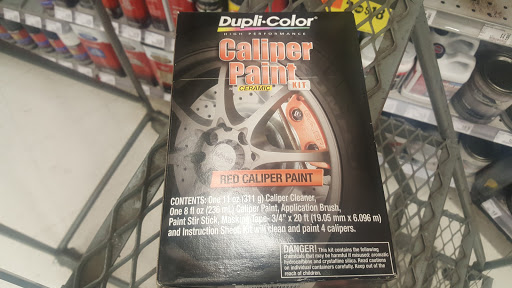 Dupli-Color
HIGH PERFORMANCE
Caliper
Paint
CERAMIC KIT
RED CALIPER PAINT
CONTENTS: One 11 oz (311 g) Caliper Cleaner,
One 8 fl oz (236 mL) Caliper Paint, Application Brush,
Paint Stir Stick, Masking Tape- 3/4" x 20 ft (19.05 mm x 6.096 m)
and Instruction Sheet. Kit will clean and paint 4 calipers.
DANGER! This kit contains the following
chemicals that may be harmful if misused: aromatic
hydrocarbons and crystalline silica. Read cautions
on individual containers carefully. Keep out of the
reach of children.